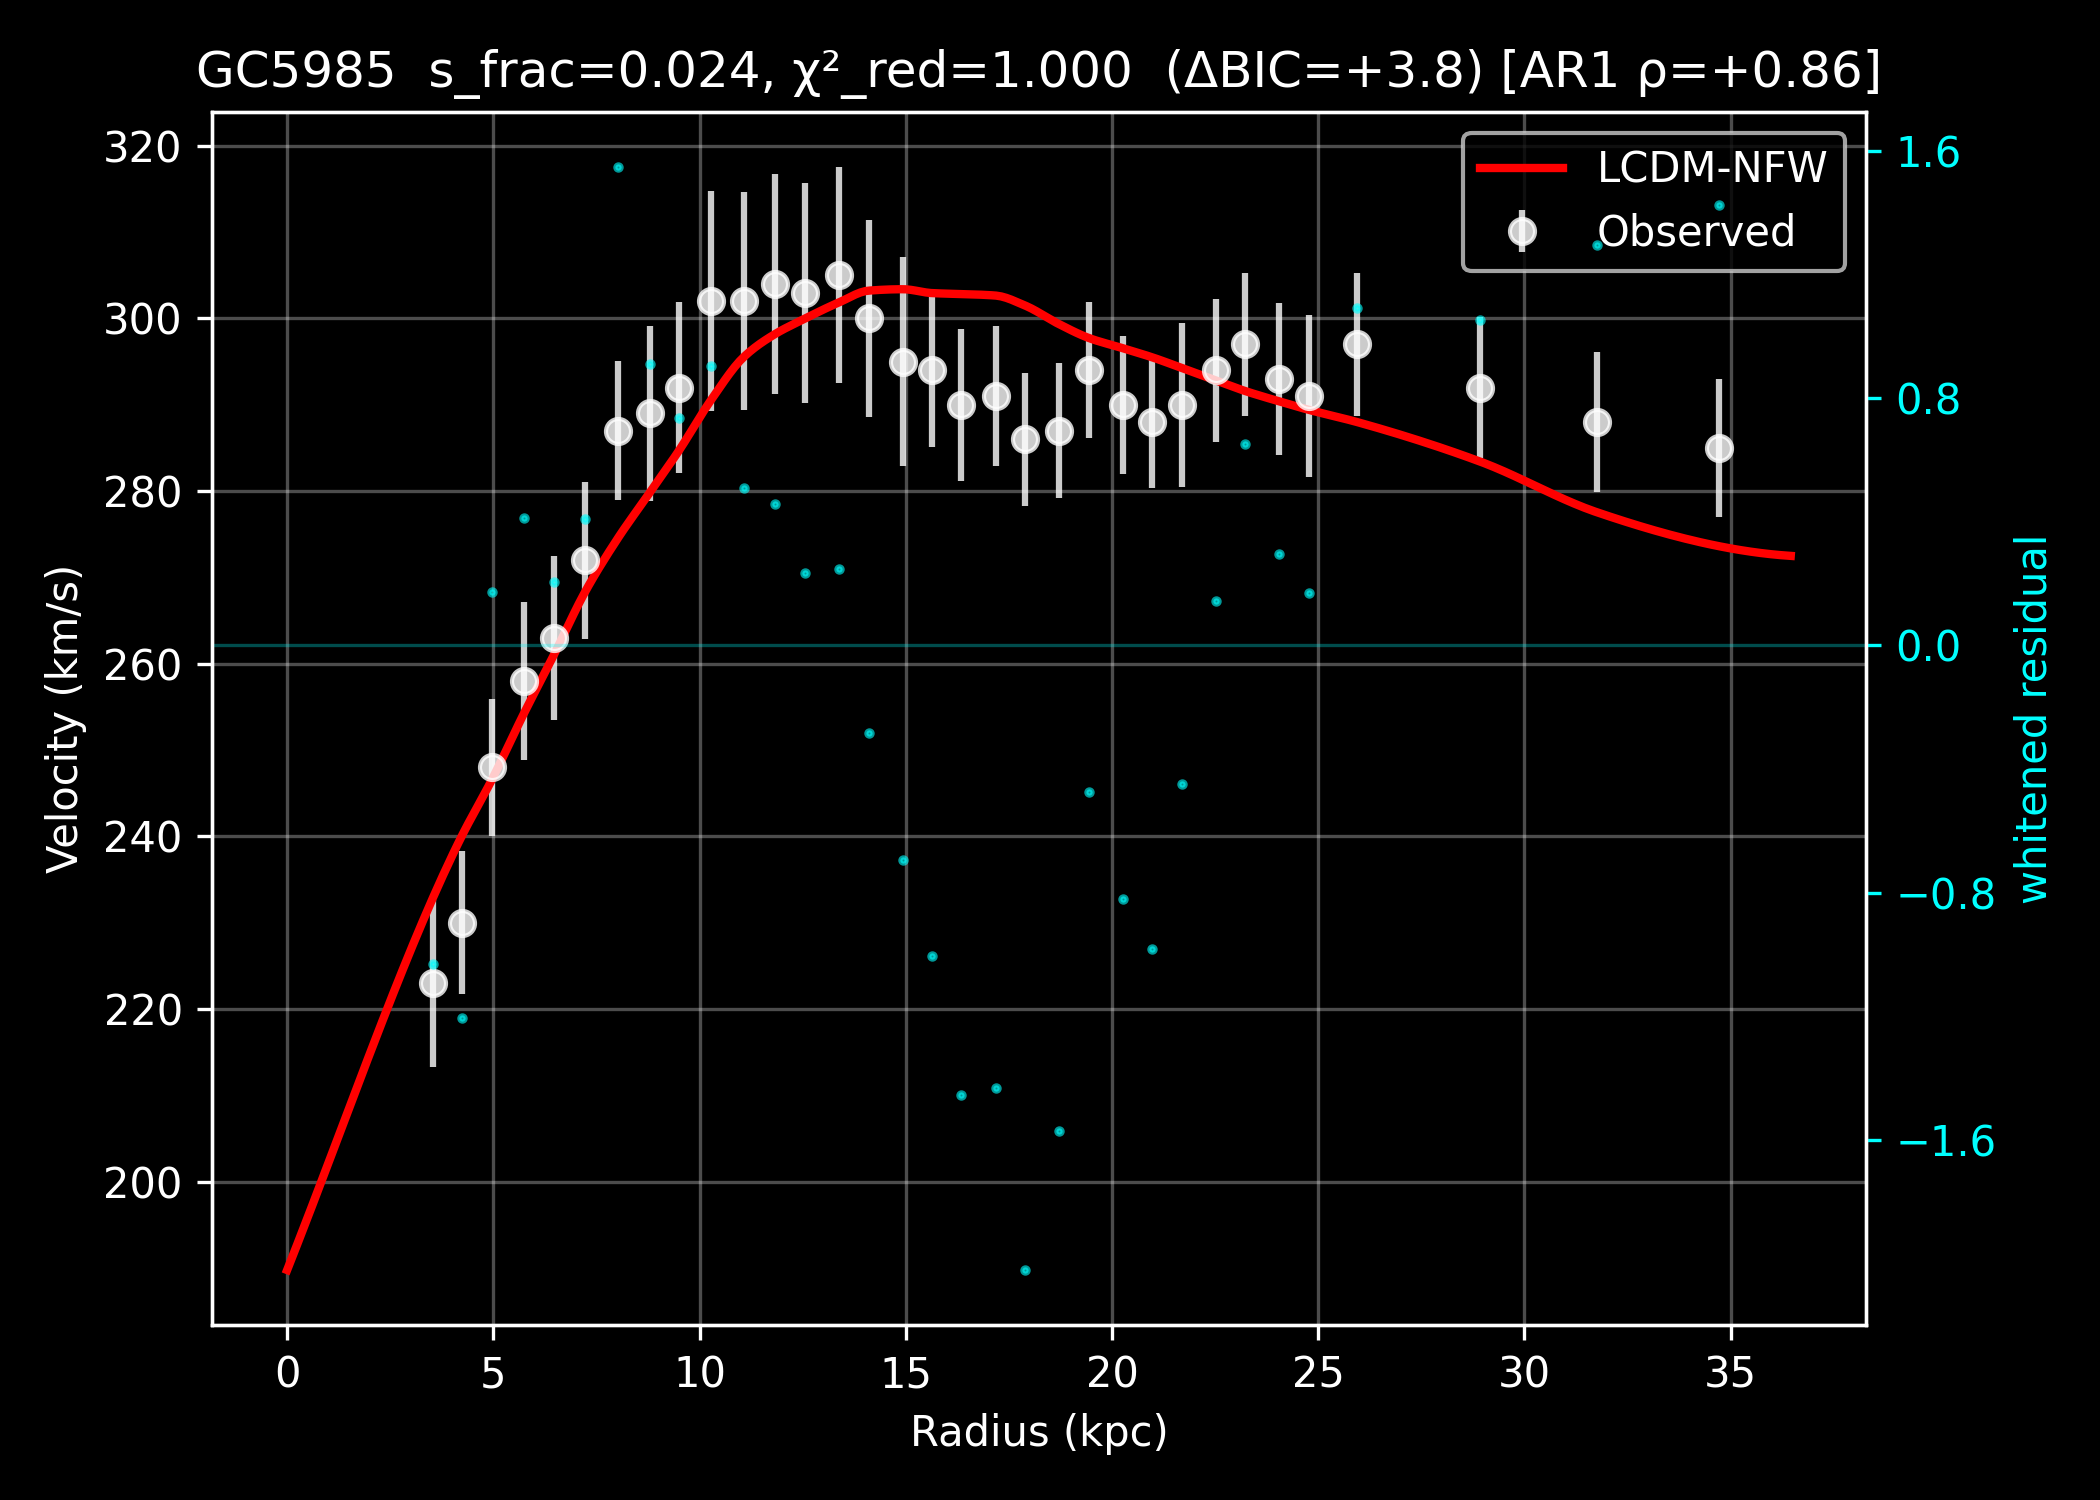 GC5985  s_frac=0.024, χ²_red=1.000  (ΔBIC=+3.8) [AR1 ρ=+0.86]
LCDM-NFW
Observed
Velocity (km/s)
320
300
280
260
240
220
200
1.6
0.8
0.0
−0.8
−1.6
whitened residual
0 5 10 15 20 25 30 35
Radius (kpc)